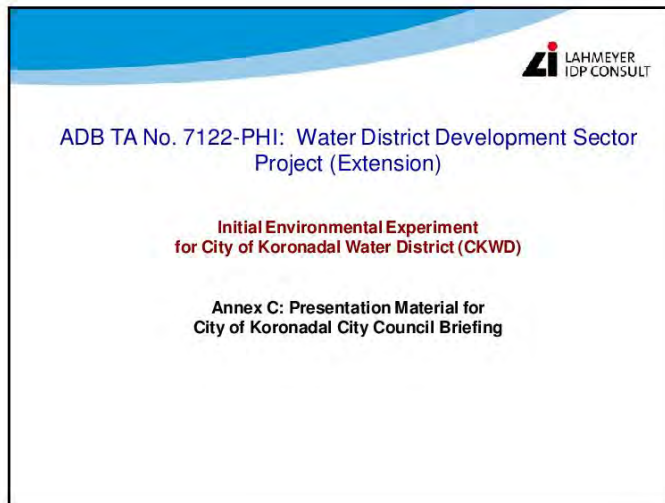 LAHMEYER
IDP CONSULT
ADB TA No. 7122-PHI: Water District Development Sector
Project (Extension)
Initial Environmental Experiment
for City of Koronadal Water District (CKWD)
Annex C: Presentation Material for
City of Koronadal City Council Briefing